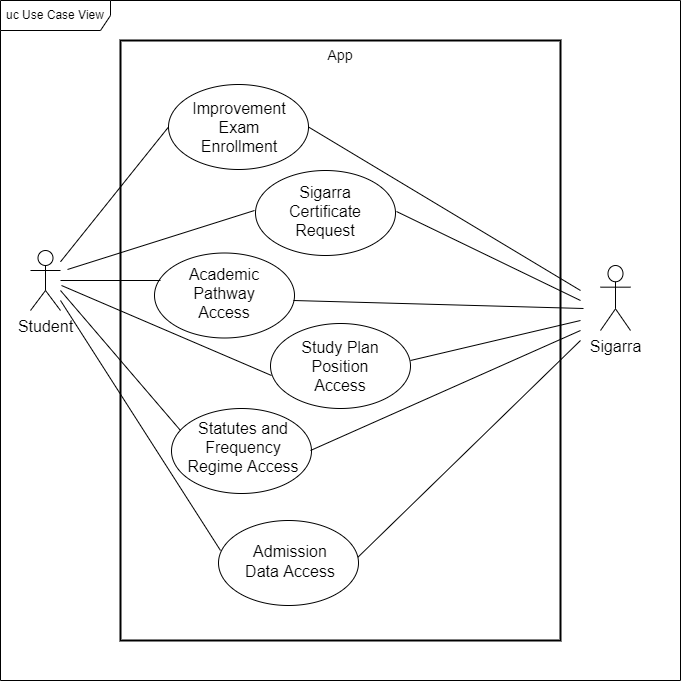 uc Use Case View
App
Improvement
Exam
Enrollment
Sigarra
Certificate
Request
Academic
Pathway
Access
Study Plan
Position
Access
Statutes and
Frequency
Regime Access
Admission
Data Access
Student
Sigarra